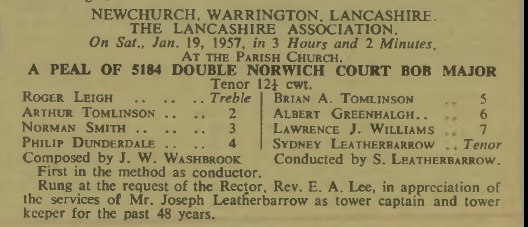 NEWCHURCH, WARRINGTON, LANCASHIRE.
THE LANCASHIRE ASSOCIATION.
On Sat., Jan. 19, 1957, in 3 Hours and 2 Minutes,
AT THE PARISH CHURCH.
A PEAL OF 5184 DOUBLE NORWICH COURT BOB MAJOR
Tenor 12¼ cwt.
ROGER LEIGH .. .. .. Treble
ARTHUR TOMLINSON .. .. 2
NORMAN SMITH .. .. .. 3
PHILIP DUNDERDALE .. .. 4
BRIAN A. TOMLINSON .. 5
ALBERT GREENHALGH .. .. 6
LAWRENCE J. WILLIAMS .. 7
SYDNEY LEATHERBARROW .. Tenor
Composed by J. W. WASHBROOK
Conducted by S. LEATHERBARROW.
First in the method as conductor.
Rung at the request of the Rector, Rev. E. A. Lee, in appreciation of
the services of Mr. Joseph Leatherbarrow as tower captain and tower
keeper for the past 48 years.